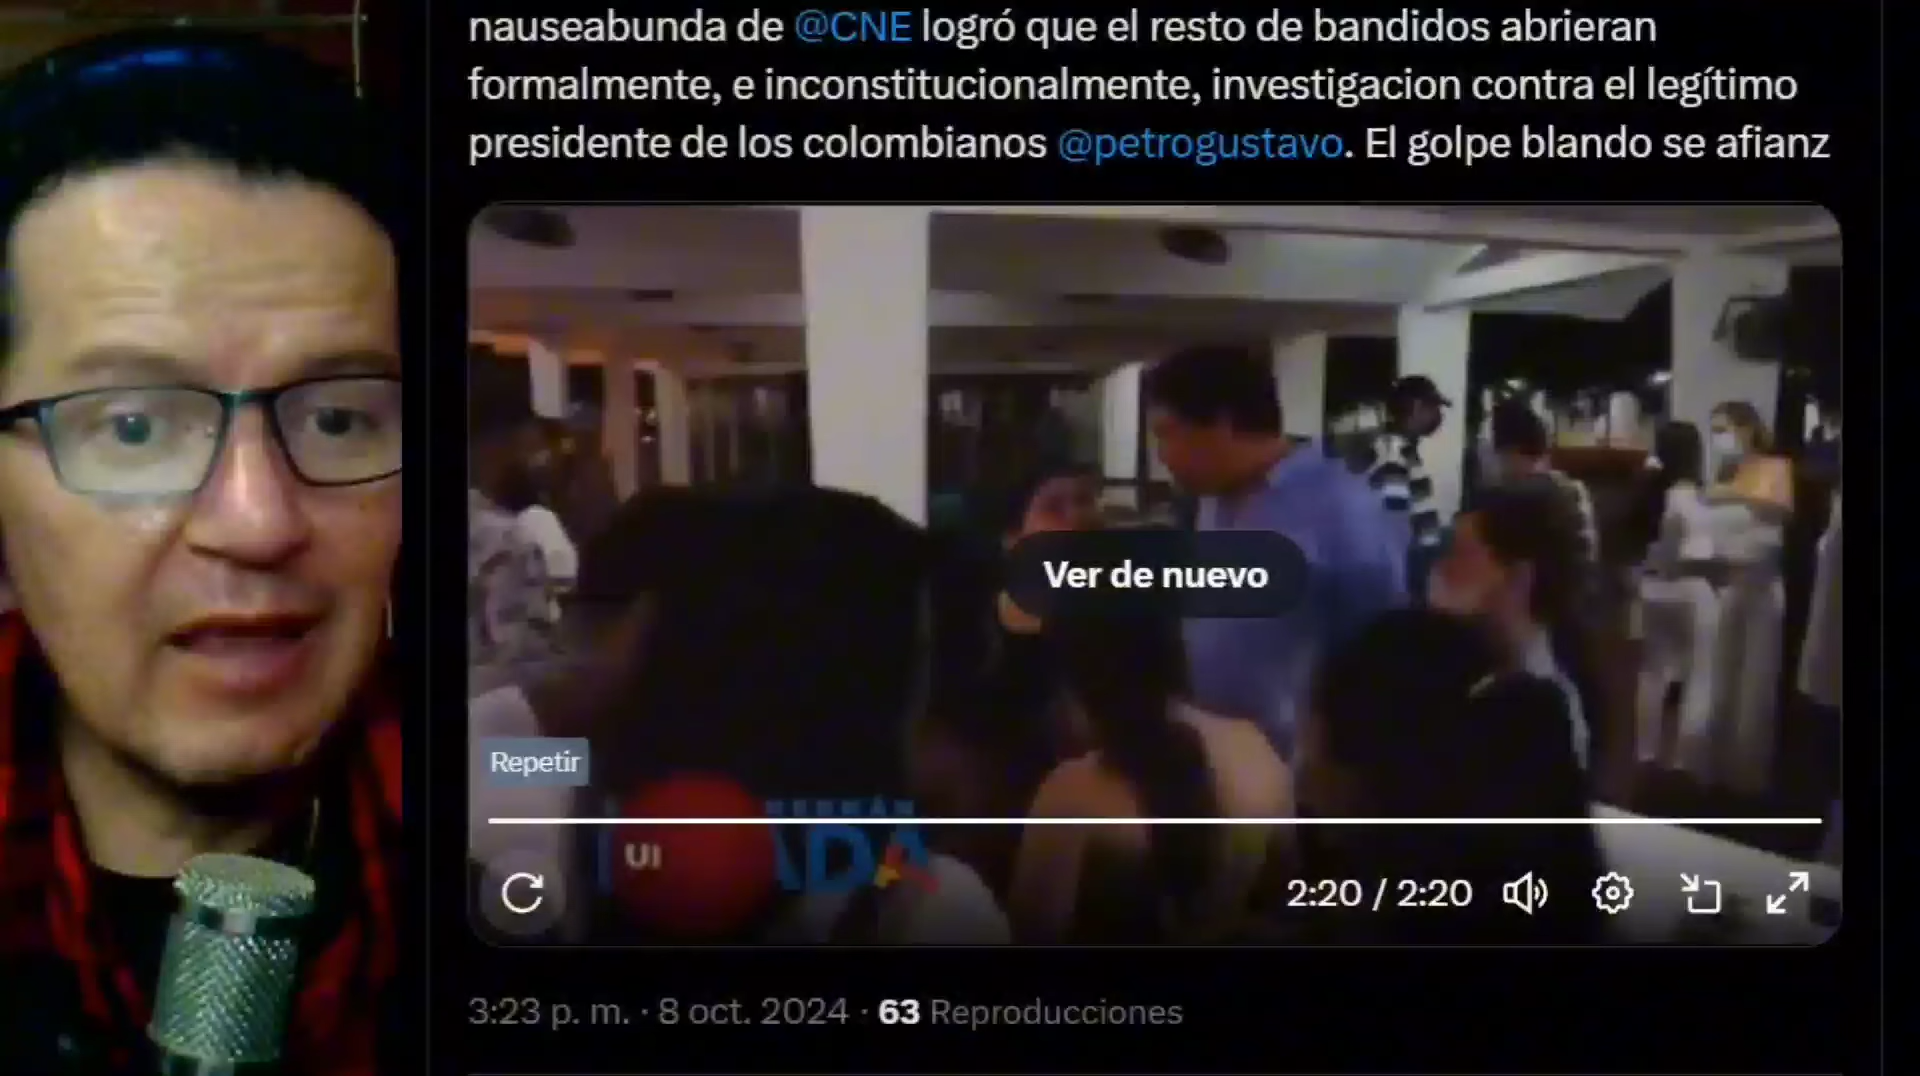 nauseabunda de @CNE logró que el resto de bandidos abrieran
formalmente, e inconstitucionalmente, investigacion contra el legítimo
presidente de los colombianos @petrogustavo. El golpe blando se afianz
Ver de nuevo
Repetir
UI
2:20 / 2:20
3:23 p. m. · 8 oct. 2024 · 63 Reproducciones